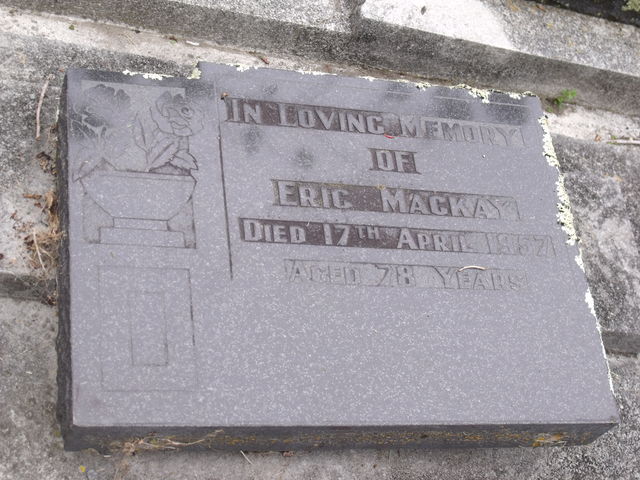 In Loving Memory
Of
Eric Mackay
Died 17th April 1957
Aged 78 Years